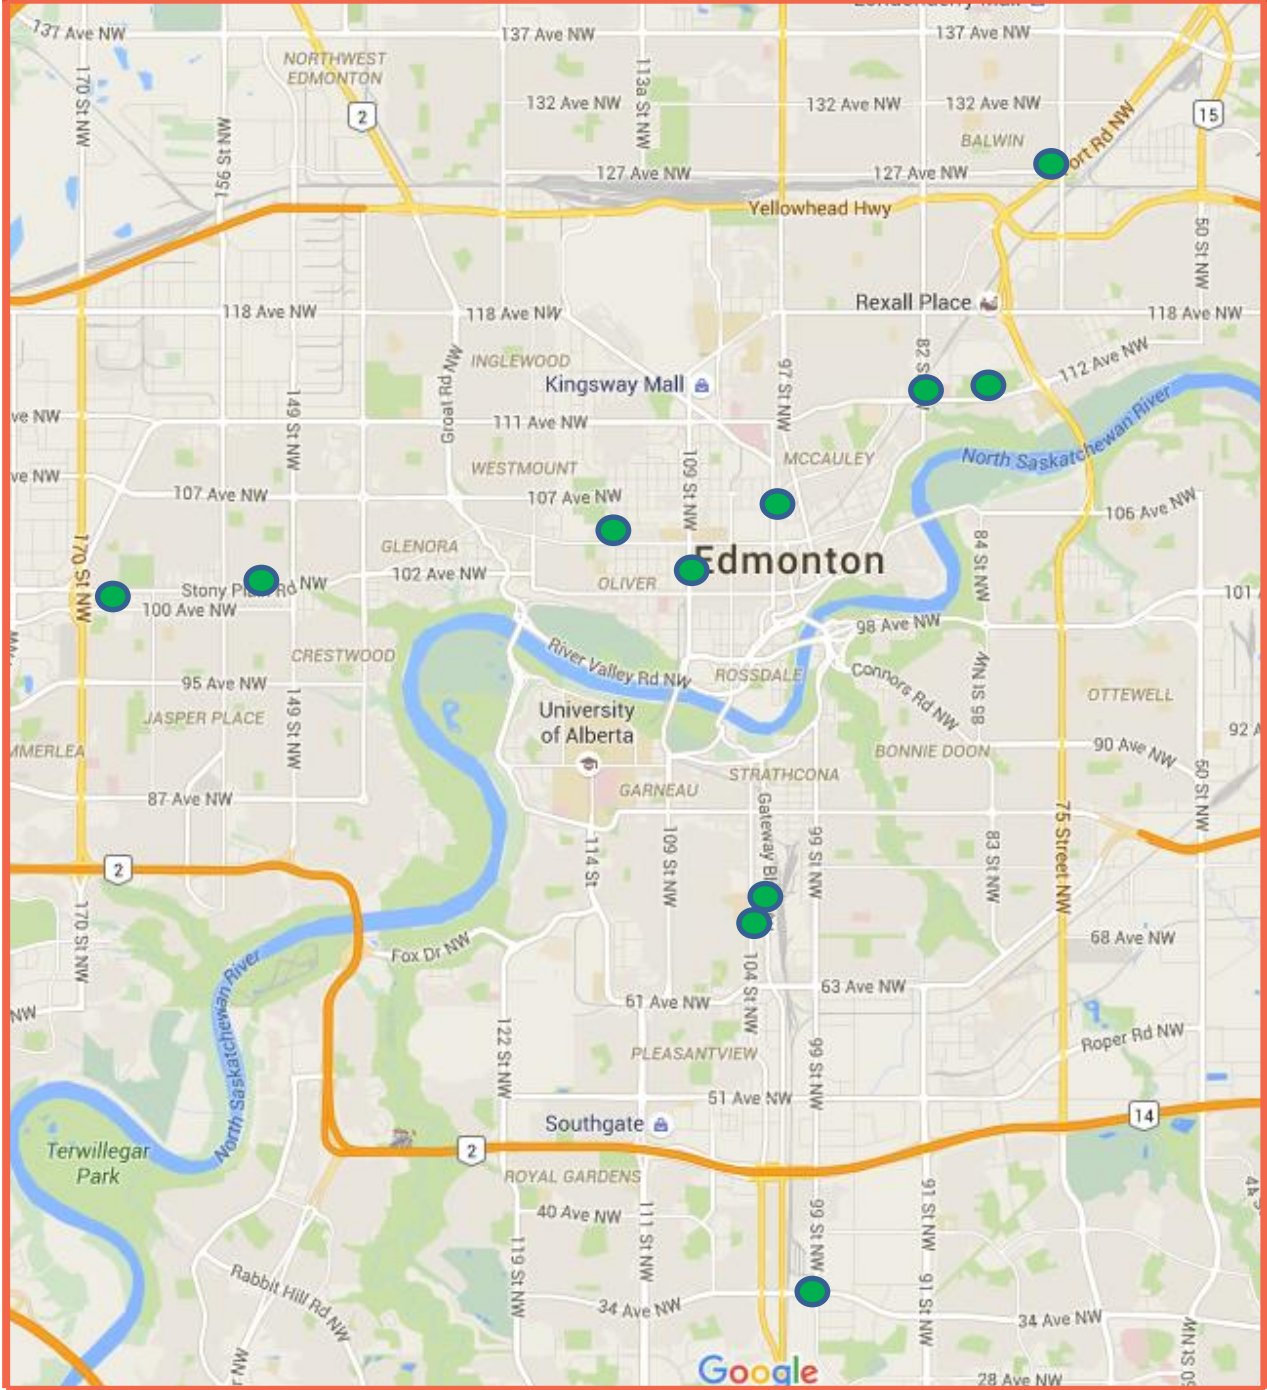 137 Ave NW
137 Ave NW
137 Ave NW
NORTHWEST
EDMONTON
170 St NW
113a St NW
132 Ave NW
132 Ave NW
132 Ave NW
2
15
156 St NW
BALWIN
127 Ave NW
127 Ave NW
Yellowhead Hwy
50 St NW
Rexall Place
118 Ave NW
118 Ave NW
118 Ave NW
INGLEWOOD
Groat Rd NW
Kingsway Mall
97 St NW
112 Ave NW
149 St NW
ve NW
111 Ave NW
North Saskatchewan River
WESTMOUNT
MCCAULEY
109 St NW
ve NW
107 Ave NW
107 Ave NW
106 Ave NW
170 St NW
GLENORA
102 Ave NW
Edmonton
84 St NW
OLIVER
Stony
NW
100 Ave NW
101
98 Ave NW
CRESTWOOD
River Valley Rd NW
ROSSDALE
Connors Rd NW
85 St NW
95 Ave NW
149 St NW
JASPER PLACE
University
of Alberta
OTTEWELL
MMERLEA
BONNIE DOON
90 Ave NW
92 A
STRATHCONA
GARNEAU
50 St NW
87 Ave NW
Gateway Bl
114 St
109 St NW
99 St NW
83 St NW
75 Street NW
2
170 St NW
Fox Dr NW
68 Ave NW
104 St NW
63 Ave NW
61 Ave NW
NW
North Saskatchewan River
122 St NW
PLEASANTVIEW
99 St NW
Roper Rd NW
51 Ave NW
Southgate
14
2
Terwillegar
Park
ROYAL GARDENS
40 Ave NW
111 St NW
99 St NW
91 St NW
119 St NW
Rabbit Hill Rd NW
34 Ave NW
91 St NW
34 Ave NW
Google
28 Ave NW